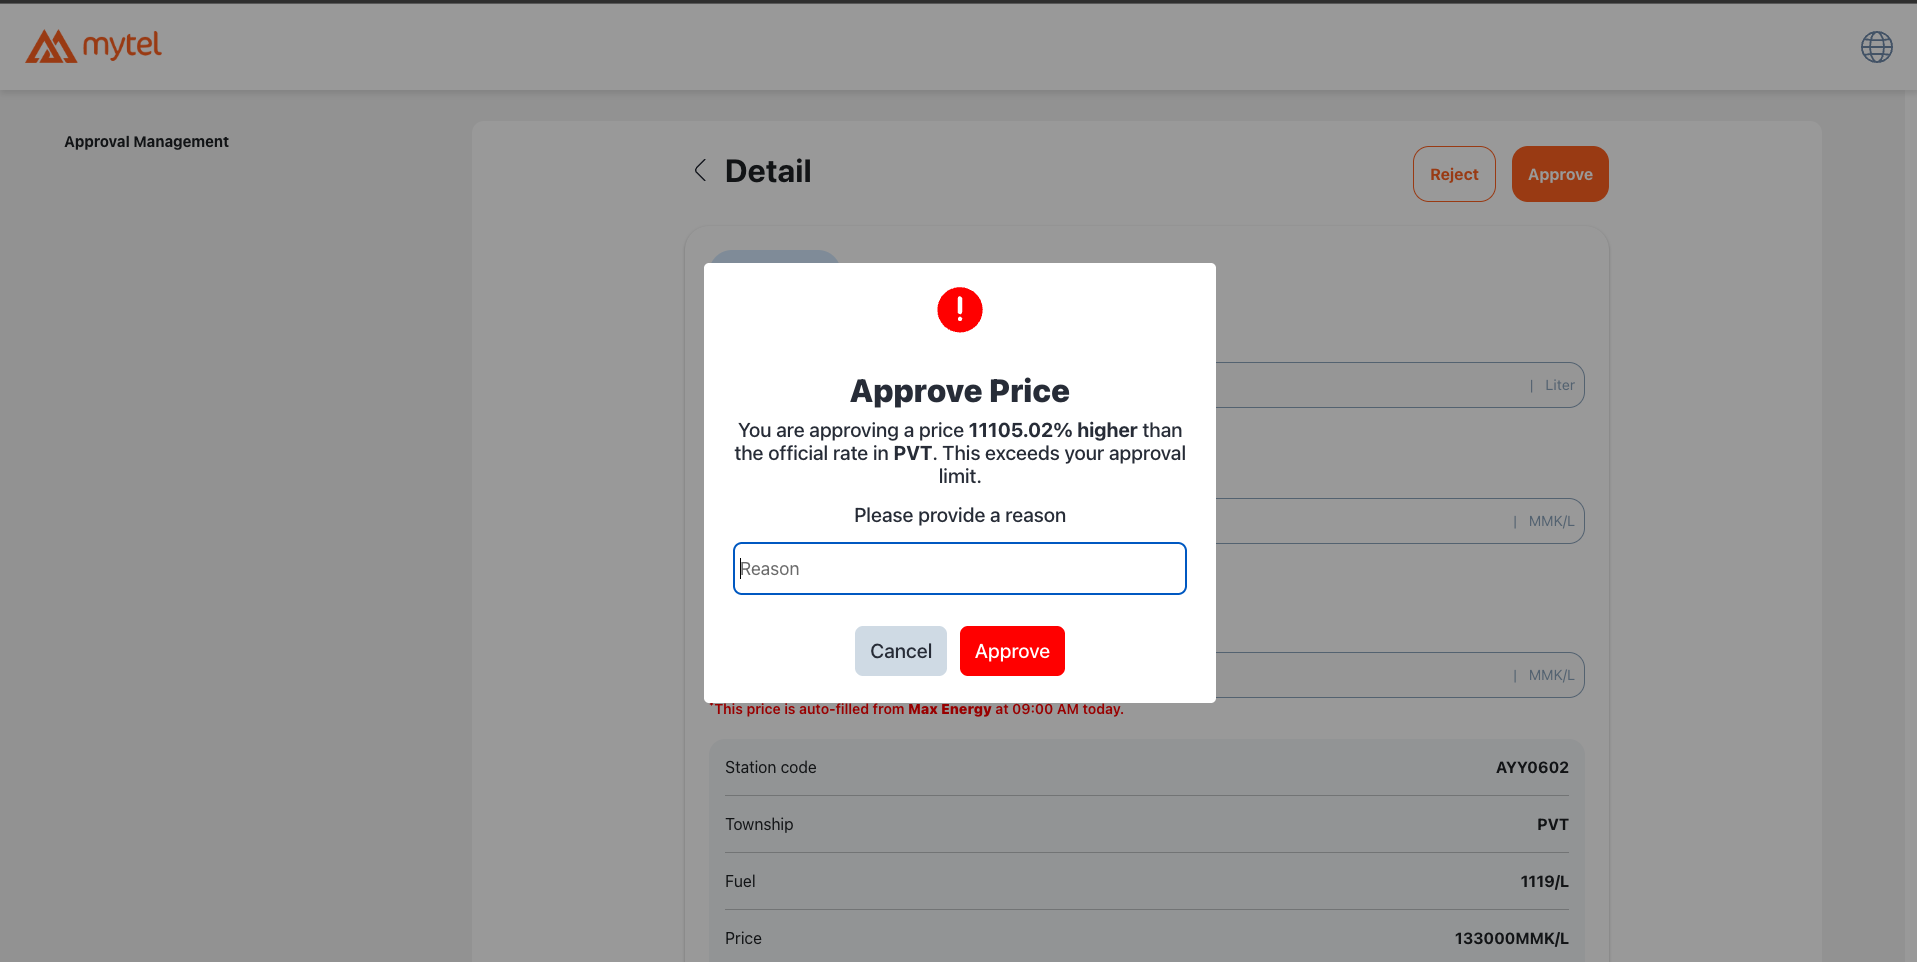 mytel
Approval Management
Detail
Reject
Approve
| Liter
| MMK/L
| MMK/L
!
Approve Price
You are approving a price 11105.02% higher than
the official rate in PVT. This exceeds your approval
limit.
Please provide a reason
Reason
Cancel
Approve
*This price is auto-filled from Max Energy at 09:00 AM today.
Station code AYY0602
Township PVT
Fuel 1119/L
Price 133000MMK/L